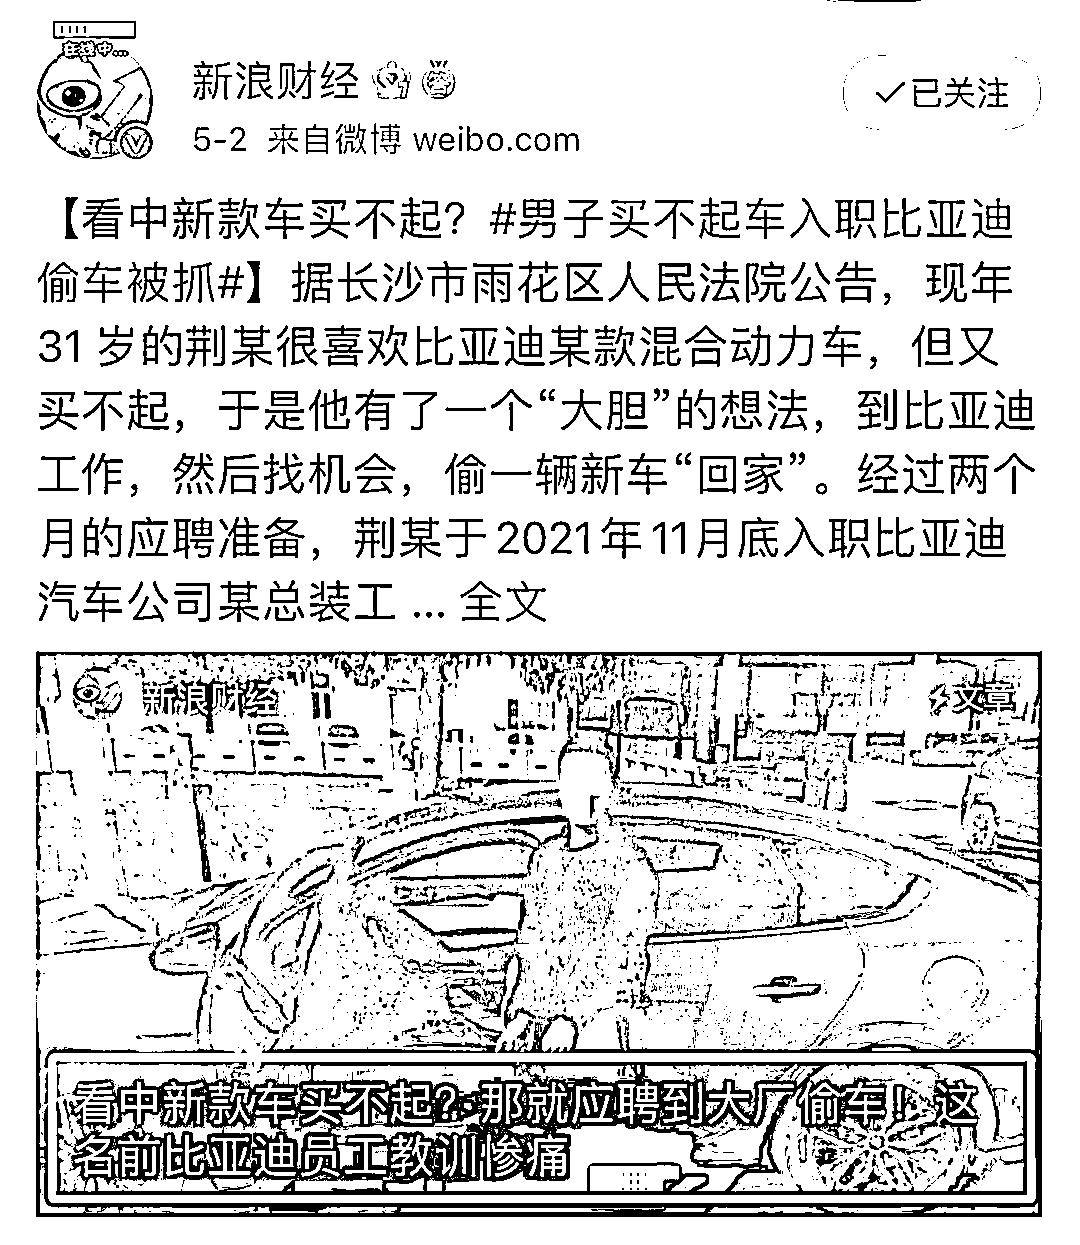 在线中...
新浪财经
5-2 来自微博 weibo.com
✓已关注
【看中新款车买不起？#男子买不起车入职比亚迪
偷车被抓#】据长沙市雨花区人民法院公告，现年
31 岁的荆某很喜欢比亚迪某款混合动力车，但又
买不起，于是他有了一个“大胆”的想法，到比亚迪
工作，然后找机会，偷一辆新车“回家”。经过两个
月的应聘准备，荆某于2021年11月底入职比亚迪
汽车公司某总装工 ... 全文
新浪财经
文章
看中新款车买不起？那就应聘到大厂偷车！这
名前比亚迪员工教训惨痛